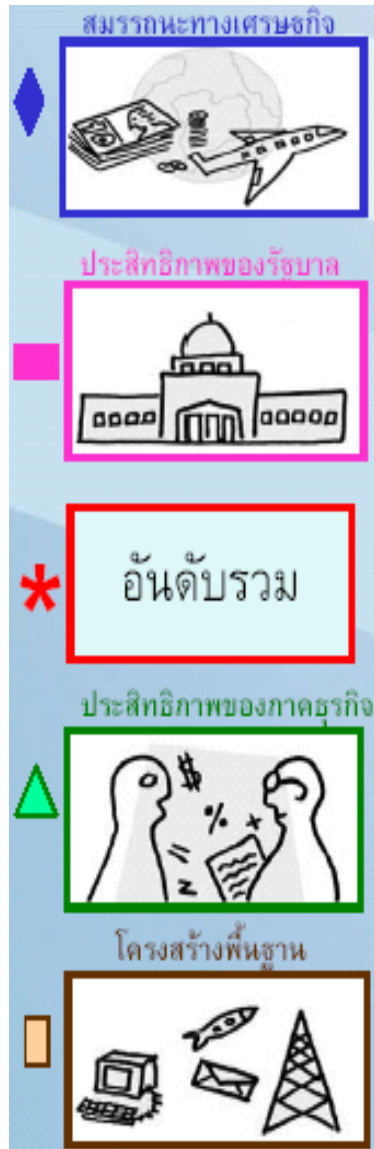 สมรรถนะทางเศรษฐกิจ
ประสิทธิภาพของรัฐบาล
อันดับรวม
ประสิทธิภาพของภาคธุรกิจ
$
%
+
=
โครงสร้างพื้นฐาน